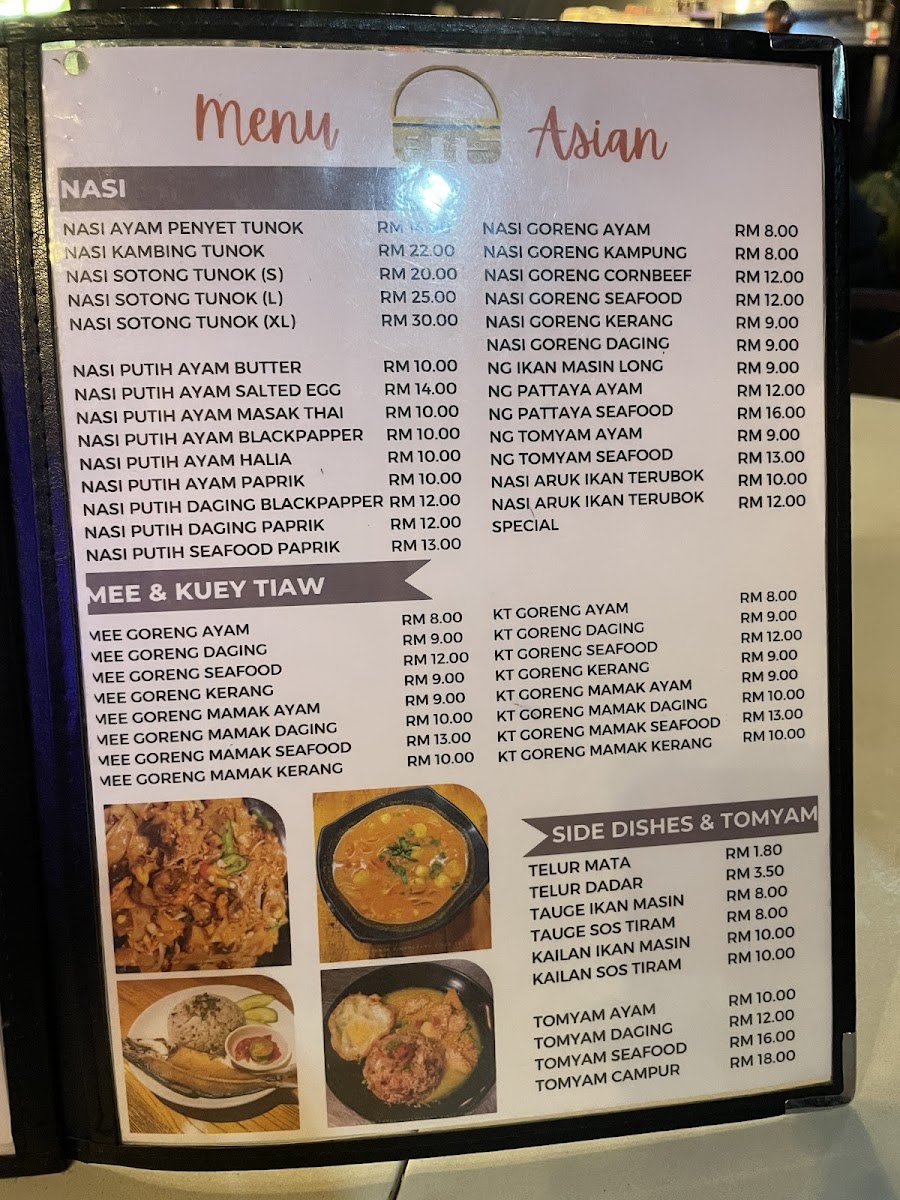 Menu Asian
NASI
NASI AYAM PENYET TUNOK RM
NASI KAMBING TUNOK RM 22.00
NASI SOTONG TUNOK (S) RM 20.00
NASI SOTONG TUNOK (L) RM 25.00
NASI SOTONG TUNOK (XL) RM 30.00
NASI PUTIH AYAM BUTTER RM 10.00
NASI PUTIH AYAM SALTED EGG RM 14.00
NASI PUTIH AYAM MASAK THAI RM 10.00
NASI PUTIH AYAM BLACKPAPPER RM 10.00
NASI PUTIH AYAM HALIA RM 10.00
NASI PUTIH AYAM PAPRIK RM 10.00
NASI PUTIH DAGING BLACKPAPPER RM 12.00
NASI PUTIH DAGING PAPRIK RM 12.00
NASI PUTIH SEAFOOD PAPRIK RM 13.00
NASI GORENG AYAM RM 8.00
NASI GORENG KAMPUNG RM 8.00
NASI GORENG CORNBEEF RM 12.00
NASI GORENG SEAFOOD RM 12.00
NASI GORENG KERANG RM 9.00
NASI GORENG DAGING RM 9.00
NG IKAN MASIN LONG RM 9.00
NG PATTAYA AYAM RM 12.00
NG PATTAYA SEAFOOD RM 16.00
NG TOMYAM AYAM RM 9.00
NG TOMYAM SEAFOOD RM 13.00
NASI ARUK IKAN TERUBOK RM 10.00
NASI ARUK IKAN TERUBOK RM 12.00
SPECIAL
MEE & KUEY TIAW
MEE GORENG AYAM RM 8.00
MEE GORENG DAGING RM 9.00
MEE GORENG SEAFOOD RM 12.00
MEE GORENG KERANG RM 9.00
MEE GORENG MAMAK AYAM RM 9.00
MEE GORENG MAMAK DAGING RM 10.00
MEE GORENG MAMAK SEAFOOD RM 13.00
MEE GORENG MAMAK KERANG RM 10.00
KT GORENG AYAM RM 8.00
KT GORENG DAGING RM 9.00
KT GORENG SEAFOOD RM 12.00
KT GORENG KERANG RM 9.00
KT GORENG MAMAK AYAM RM 9.00
KT GORENG MAMAK DAGING RM 10.00
KT GORENG MAMAK SEAFOOD RM 13.00
KT GORENG MAMAK KERANG RM 10.00
SIDE DISHES & TOMYAM
TELUR MATA RM 1.80
TELUR DADAR RM 3.50
TAUGE IKAN MASIN RM 8.00
TAUGE SOS TIRAM RM 8.00
KAILAN IKAN MASIN RM 10.00
KAILAN SOS TIRAM RM 10.00
TOMYAM AYAM RM 10.00
TOMYAM DAGING RM 12.00
TOMYAM SEAFOOD RM 16.00
TOMYAM CAMPUR RM 18.00